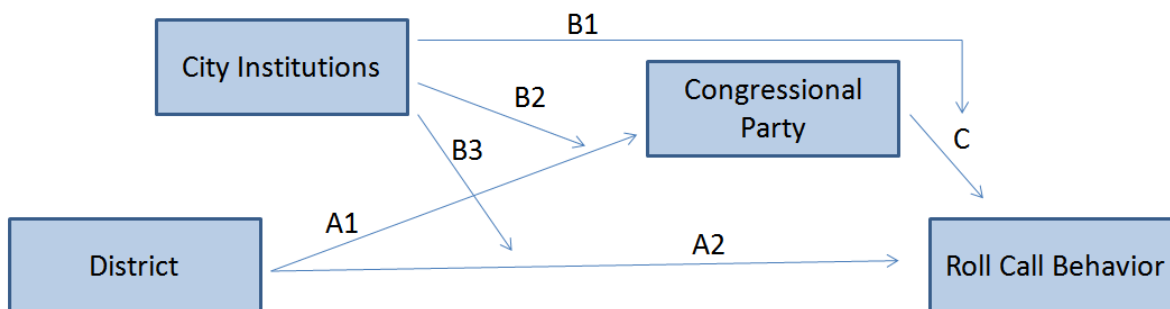 B1
City Institutions
B2
Congressional
Party
B3
C
A1
A2
District
Roll Call Behavior